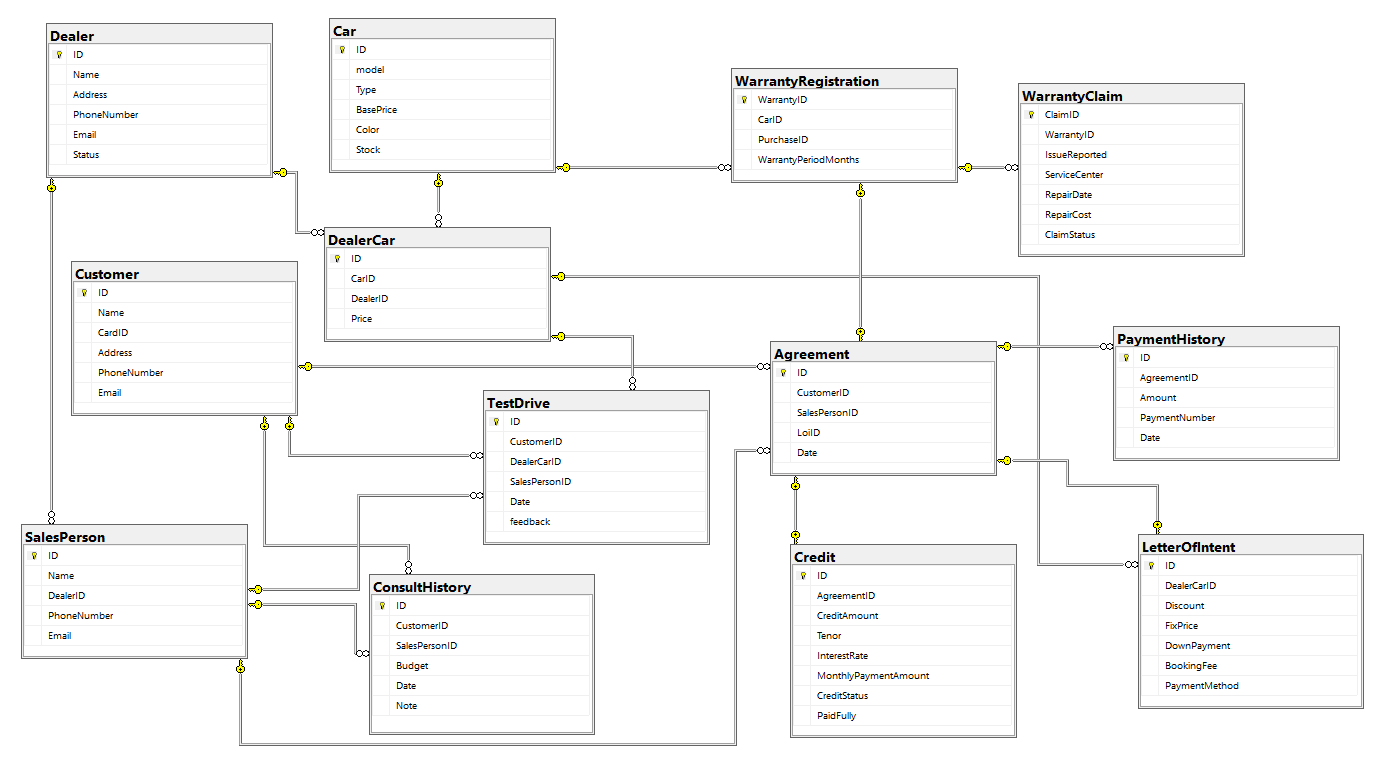 Dealer
ID
Name
Address
PhoneNumber
Email
Status
Car
ID
model
Type
BasePrice
Color
Stock
WarrantyRegistration
WarrantyID
CarID
PurchaseID
WarrantyPeriodMonths
WarrantyClaim
ClaimID
WarrantyID
IssueReported
ServiceCenter
RepairDate
RepairCost
ClaimStatus
DealerCar
ID
CarID
DealerID
Price
Customer
ID
Name
CardID
Address
PhoneNumber
Email
Agreement
ID
CustomerID
SalesPersonID
LoiID
Date
PaymentHistory
ID
AgreementID
Amount
PaymentNumber
Date
TestDrive
ID
CustomerID
DealerCarID
SalesPersonID
Date
feedback
SalesPerson
ID
Name
DealerID
PhoneNumber
Email
ConsultHistory
ID
CustomerID
SalesPersonID
Budget
Date
Note
Credit
ID
AgreementID
CreditAmount
Tenor
InterestRate
MonthlyPaymentAmount
CreditStatus
PaidFully
LetterOfIntent
ID
DealerCarID
Discount
FixPrice
DownPayment
BookingFee
PaymentMethod